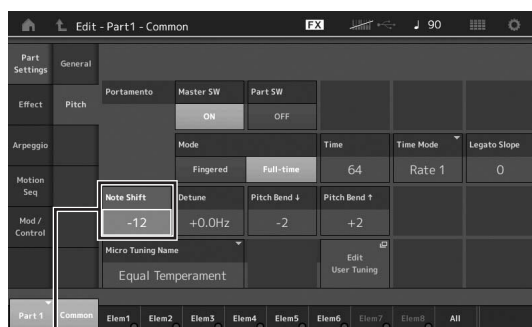 Edit - Part1 - Common FX ♩ 90
Part Settings
General
Effect
Pitch
Portamento
Master SW
ON
Part SW
OFF
Arpeggio
Mode
Fingered
Full-time
Time
64
Time Mode
Rate 1
Legato Slope
0
Motion Seq
Note Shift
-12
Detune
+0.0Hz
Pitch Bend ↓
-2
Pitch Bend ↑
+2
Mod / Control
Micro Tuning Name
Equal Temperament
Edit User Tuning
Part 1 Common Elem1 Elem2 Elem3 Elem4 Elem5 Elem6 Elem7 Elem8 All